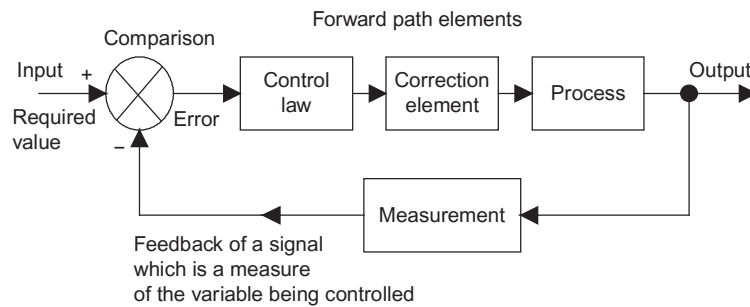 Forward path elements
Comparison
Input
+
Required
value
Error
−
Control
law
Correction
element
Process
Output
Measurement
Feedback of a signal
which is a measure
of the variable being controlled